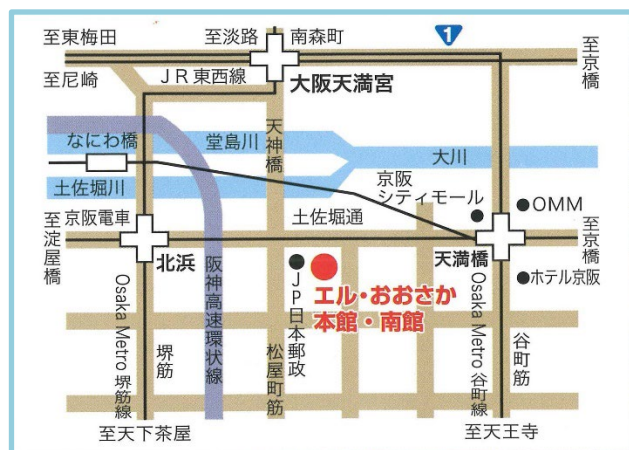 至東梅田
至淡路
南森町
1
至京橋
至尼崎
JR東西線
大阪天満宮
なにわ橋
天神橋
堂島川
大川
土佐堀川
京阪
シティモール
OMM
至淀屋橋
京阪電車
土佐堀通
至京橋
北浜
天満橋
阪神高速環状線
JP日本郵政
エル・おおさか
本館・南館
ホテル京阪
Osaka Metro 堺筋線
堺筋
松屋町筋
Osaka Metro 谷町線
谷町筋
至天下茶屋
至天王寺